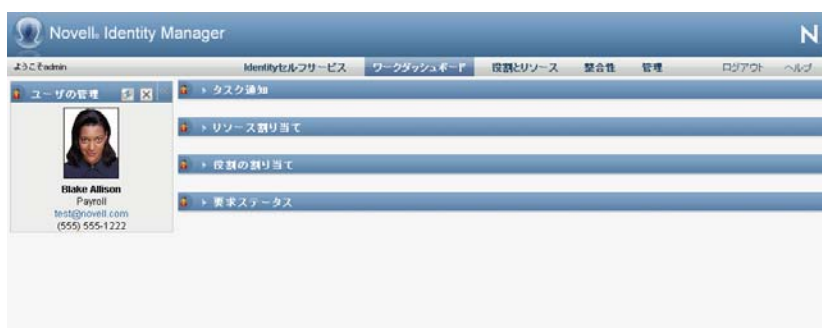 Novell® Identity Manager
N
ようこそadmin
Identityセルフサービス ワークダッシュボード 役割とリソース 整合性 管理 ログアウト ヘルプ
ユーザの管理
タスク通知
リソース割り当て
役割の割り当て
要求ステータス
Blake Allison
Payroll
test@novell.com
(555) 555-1222